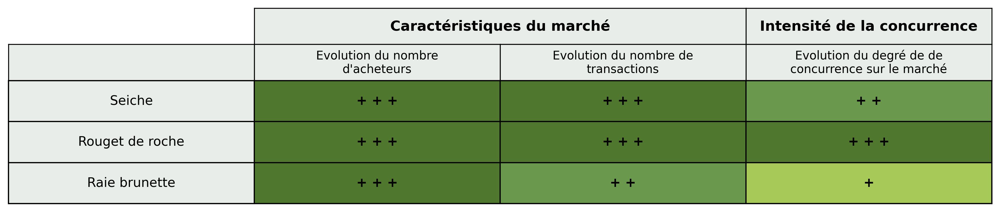 Caractéristiques du marché
Intensité de la concurrence
Evolution du nombre
d'acheteurs
Evolution du nombre de
transactions
Evolution du degré de de
concurrence sur le marché
Seiche
+ + +
+ + +
+ +
Rouget de roche
+ + +
+ + +
+ + +
Raie brunette
+ + +
+ +
+